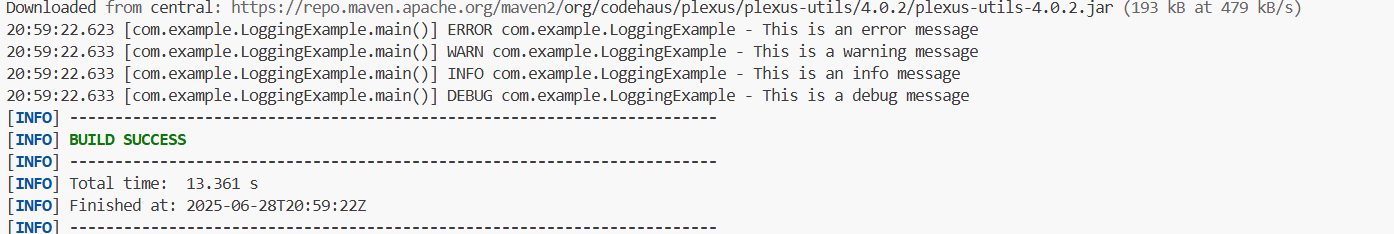 Downloaded from central: https://repo.maven.apache.org/maven2/org/codehaus/plexus/plexus-utils/4.0.2/plexus-utils-4.0.2.jar (193 kB at 479 kB/s)
20:59:22.623 [com.example.LoggingExample.main()] ERROR com.example.LoggingExample - This is an error message
20:59:22.633 [com.example.LoggingExample.main()] WARN com.example.LoggingExample - This is a warning message
20:59:22.633 [com.example.LoggingExample.main()] INFO com.example.LoggingExample - This is an info message
20:59:22.633 [com.example.LoggingExample.main()] DEBUG com.example.LoggingExample - This is a debug message
[INFO] ------------------------------------------------------------------------
[INFO] BUILD SUCCESS
[INFO] ------------------------------------------------------------------------
[INFO] Total time:  13.361 s
[INFO] Finished at: 2025-06-28T20:59:22Z
[INFO] ------------------------------------------------------------------------